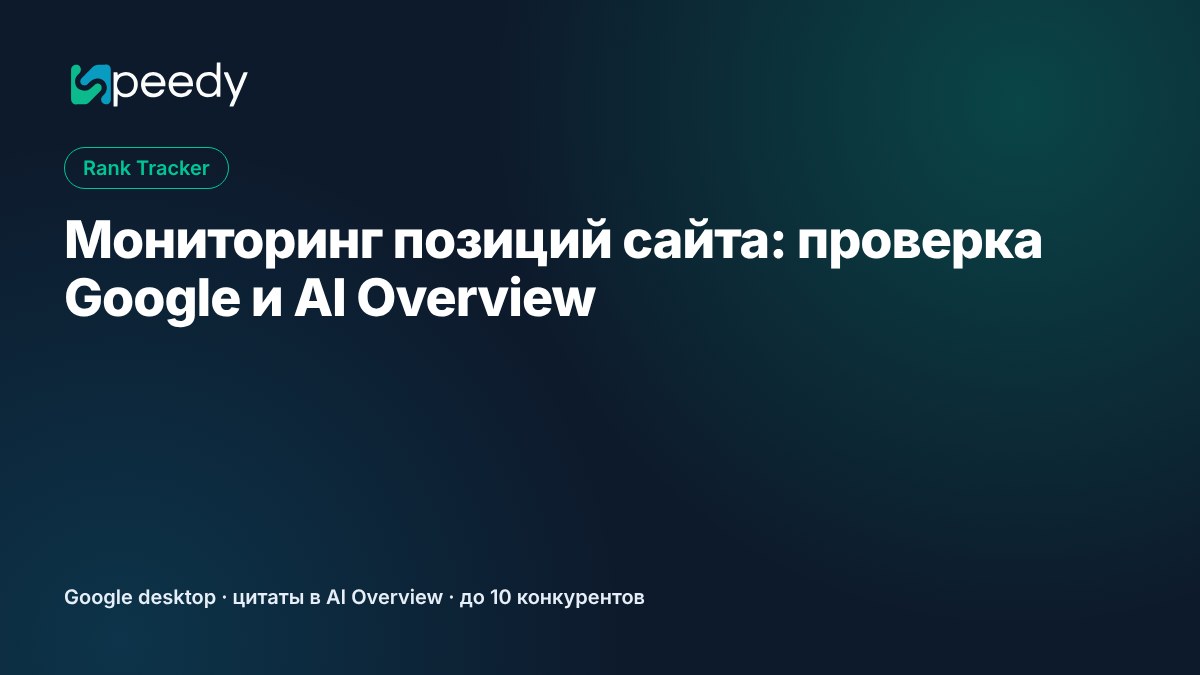 Speedy
Rank Tracker
Мониторинг позиций сайта: проверка
Google и AI Overview
Google desktop · цитаты в AI Overview · до 10 конкурентов